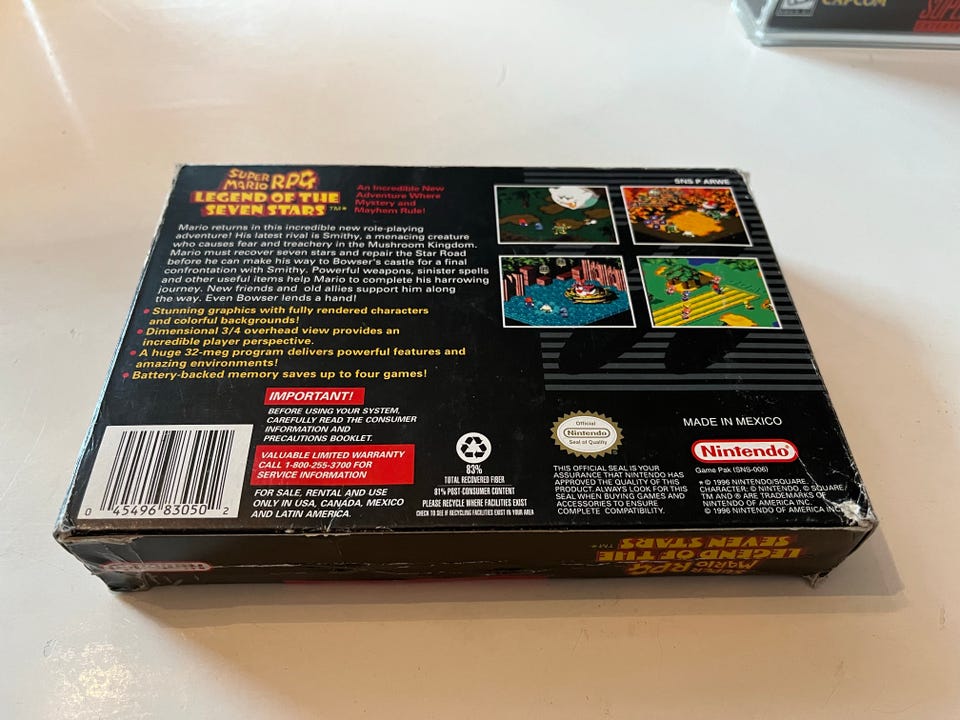 CAPCOM
SUPER
MARIO RPG
LEGEND OF THE
SEVEN STARS ™*
An Incredible New
Adventure Where
Mystery and
Mayhem Rule!
SNS P ARWE
Mario returns in this incredible new role-playing
adventure! His latest rival is Smithy, a menacing creature
who causes fear and treachery in the Mushroom Kingdom.
Mario must recover seven stars and repair the Star Road
before he can make his way to Bowser's castle for a final
confrontation with Smithy. Powerful weapons, sinister spells
and other useful items help Mario to complete his harrowing
journey. New friends and old allies support him along
the way. Even Bowser lends a hand!
• Stunning graphics with fully rendered characters
and colorful backgrounds!
• Dimensional 3/4 overhead view provides an
incredible player perspective.
• A huge 32-meg program delivers powerful features and
amazing environments!
• Battery-backed memory saves up to four games!
IMPORTANT!
BEFORE USING YOUR SYSTEM,
CAREFULLY READ THE CONSUMER
INFORMATION AND
PRECAUTIONS BOOKLET.
VALUABLE LIMITED WARRANTY
CALL 1-800-255-3700 FOR
SERVICE INFORMATION
FOR SALE, RENTAL AND USE
ONLY IN USA, CANADA, MEXICO
AND LATIN AMERICA.
0 45496 83050 2
83%
TOTAL RECOVERED FIBER
81% POST-CONSUMER CONTENT
PLEASE RECYCLE WHERE FACILITIES EXIST
CHECK TO SEE IF RECYCLING FACILITIES EXIST IN YOUR AREA
Official
Nintendo
Seal of Quality
THIS OFFICIAL SEAL IS YOUR
ASSURANCE THAT NINTENDO HAS
APPROVED THE QUALITY OF THIS
PRODUCT. ALWAYS LOOK FOR THIS
SEAL WHEN BUYING GAMES AND
ACCESSORIES TO ENSURE
COMPLETE COMPATIBILITY.
MADE IN MEXICO
Nintendo
Game Pak (SNS-006)
* © 1996 NINTENDO/SQUARE.
CHARACTER: © NINTENDO, © SQUARE
TM AND ® ARE TRADEMARKS OF
NINTENDO OF AMERICA INC.
© 1996 NINTENDO OF AMERICA INC.
Nintendo
SUPER
MARIO RPG
LEGEND OF THE
SEVEN STARS ™*